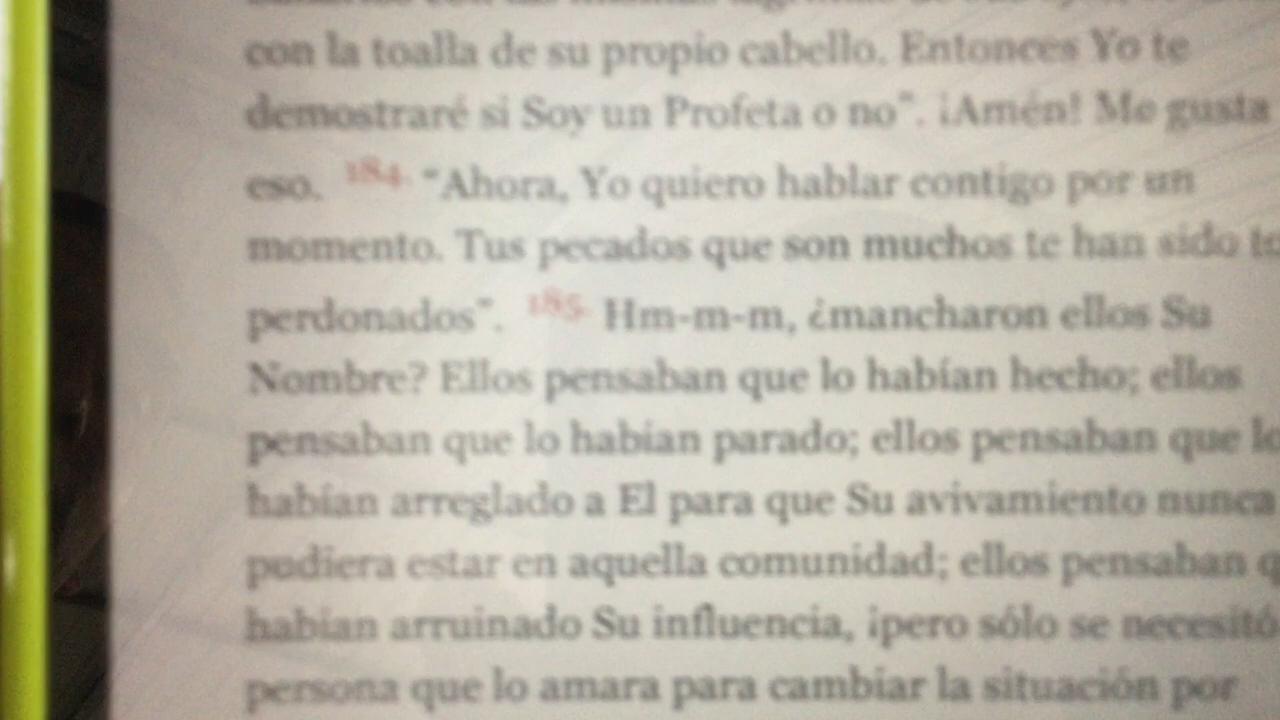 con la toalla de su propio cabello. Entonces Yo te
demostraré si Soy un Profeta o no". ¡Amén! Me gusta
eso. 184. "Ahora, Yo quiero hablar contigo por un
momento. Tus pecados que son muchos te han sido
perdonados". 185. Hm-m-m, ¿mancharon ellos Su
Nombre? Ellos pensaban que lo habían hecho; ellos
pensaban que lo habían parado; ellos pensaban que lo
habían arreglado a El para que Su avivamiento nunca
pudiera estar en aquella comunidad; ellos pensaban
habían arruinado Su influencia, ¡pero sólo se necesitó
persona que lo amara para cambiar la situación por